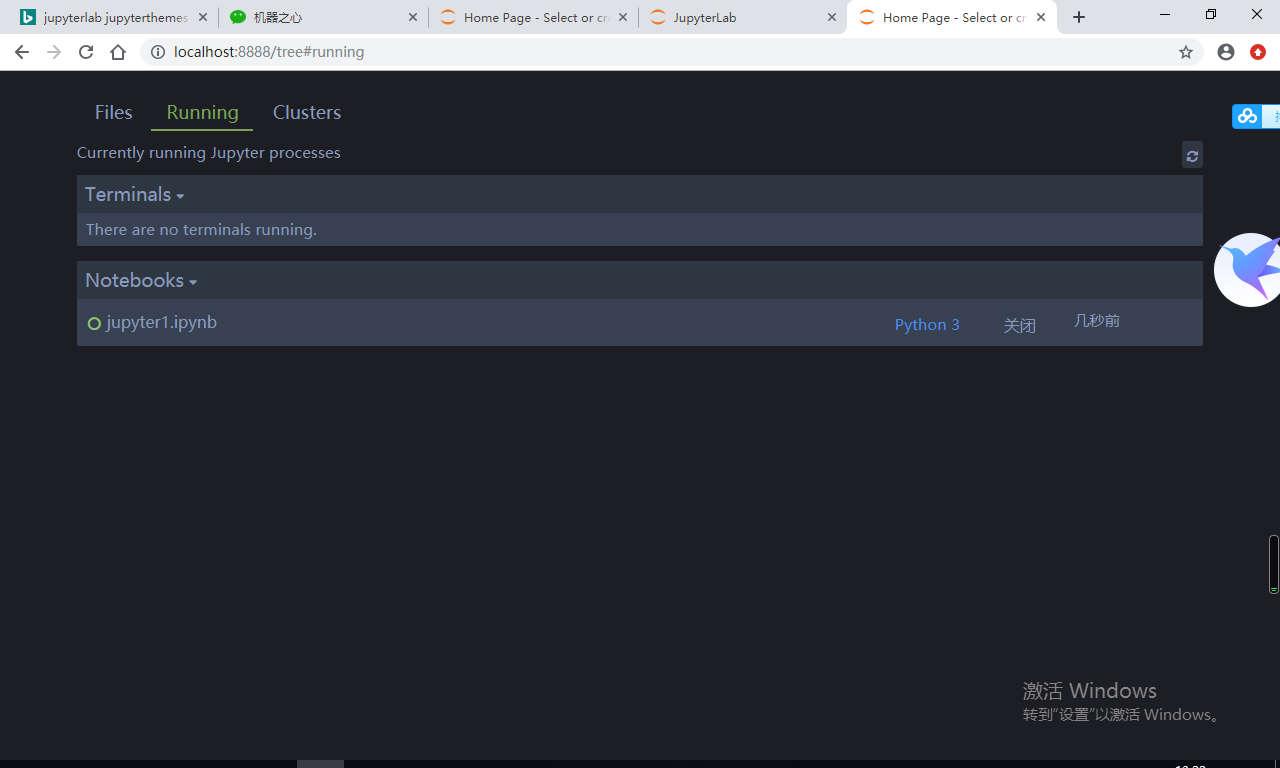 jupyterlab jupyterthemes
机器之心
Home Page - Select or cr
JupyterLab
Home Page - Select or cr
localhost:8888/tree#running
Files
Running
Clusters
Currently running Jupyter processes
Terminals
There are no terminals running.
Notebooks
jupyter1.ipynb
Python 3
关闭
几秒前
激活 Windows
转到“设置”以激活 Windows。